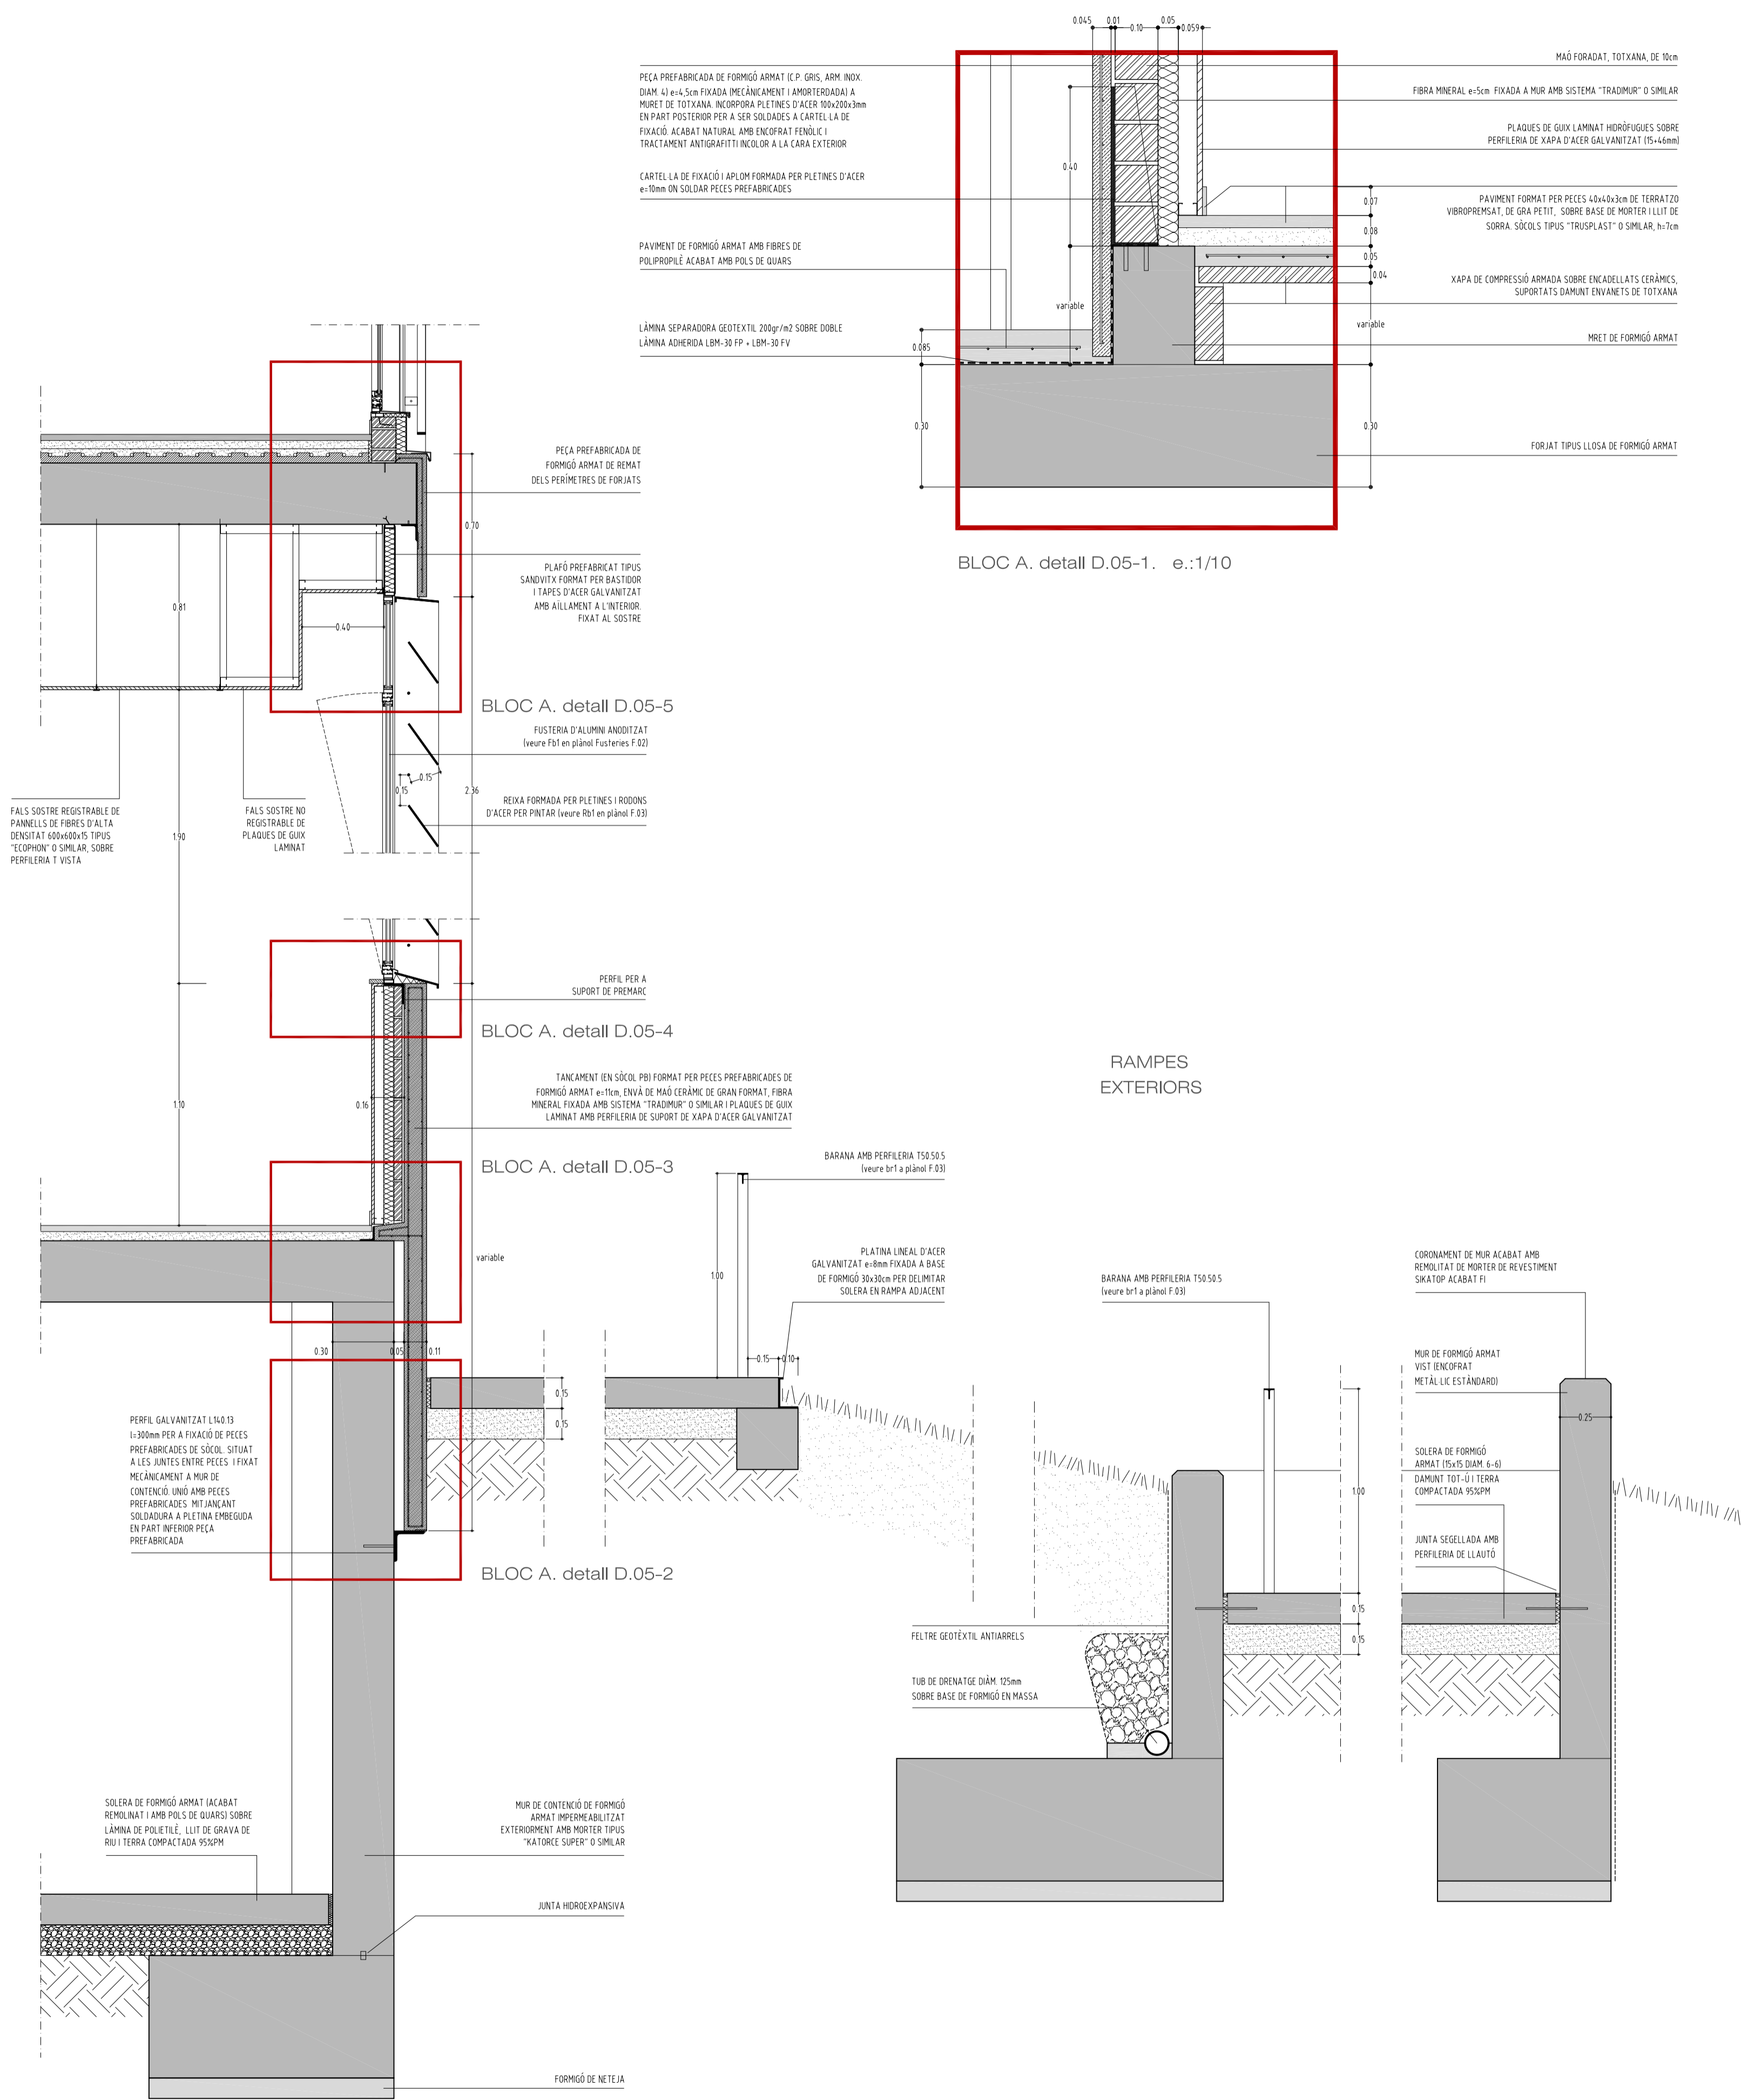 0.045
0.01
0.10
0.05
0.059
PEÇA PREFABRICADA DE FORMIGÓ ARMAT (C.P. GRIS, ARM. INOX.
DIAM. 4) e=4,5cm FIXADA (MECÀNICAMENT I AMORTERDADA) A
MURET DE TOTXANA. INCORPORA PLETINES D'ACER 100x200x3mm
EN PART POSTERIOR PER A SER SOLDADES A CARTEL·LA DE
FIXACIÓ. ACABAT NATURAL AMB ENCOFRAT FENÒLIC I
TRACTAMENT ANTIGRAFITTI INCOLOR A LA CARA EXTERIOR
CARTEL·LA DE FIXACIÓ I APLOM FORMADA PER PLETINES D'ACER
e=10mm ON SOLDAR PECES PREFABRICADES
PAVIMENT DE FORMIGÓ ARMAT AMB FIBRES DE
POLIPROPILÈ ACABAT AMB POLS DE QUARS
LÀMINA SEPARADORA GEOTEXTIL 200gr/m2 SOBRE DOBLE
LÀMINA ADHERIDA LBM-30 FP + LBM-30 FV
0.40
variable
0.085
0.30
MAÓ FORADAT, TOTXANA, DE 10cm
FIBRA MINERAL e=5cm FIXADA A MUR AMB SISTEMA "TRADIMUR" O SIMILAR
PLAQUES DE GUIX LAMINAT HIDRÒFUGUES SOBRE
PERFILERIA DE XAPA D'ACER GALVANITZAT (15+46mm)
PAVIMENT FORMAT PER PECES 40x40x3cm DE TERRATZO
VIBROPREMSAT, DE GRA PETIT, SOBRE BASE DE MORTER I LLIT DE
SORRA. SÒCOLS TIPUS "TRUSPLAST" O SIMILAR, h=7cm
XAPA DE COMPRESSIÓ ARMADA SOBRE ENCADELLATS CERÀMICS,
SUPORTATS DAMUNT ENVANETS DE TOTXANA
MRET DE FORMIGÓ ARMAT
FORJAT TIPUS LLOSA DE FORMIGÓ ARMAT
0.07
0.08
0.05
0.04
variable
0.30
BLOC A. detall D.05-1. e.:1/10
PEÇA PREFABRICADA DE
FORMIGÓ ARMAT DE REMAT
DELS PERÍMETRES DE FORJATS
0.70
PLAFÓ PREFABRICAT TIPUS
SANDVITX FORMAT PER BASTIDOR
I TAPES D'ACER GALVANITZAT
AMB AÏLLAMENT A L'INTERIOR.
FIXAT AL SOSTRE
0.81
0.40
BLOC A. detall D.05-5
FUSTERIA D'ALUMINI ANODITZAT
(veure Fb1 en plànol Fusteries F.02)
0.15
0.15
2.36
REIXA FORMADA PER PLETINES I RODONS
D'ACER PER PINTAR (veure Rb1 en plànol F.03)
FALS SOSTRE REGISTRABLE DE
PANNELLS DE FIBRES D'ALTA
DENSITAT 600x600x15 TIPUS
"ECOPHON" O SIMILAR, SOBRE
PERFILERIA T VISTA
FALS SOSTRE NO
REGISTRABLE DE
PLAQUES DE GUIX
LAMINAT
1.90
PERFIL PER A
SUPORT DE PREMARC
BLOC A. detall D.05-4
TANCAMENT (EN SÒCOL PB) FORMAT PER PECES PREFABRICADES DE
FORMIGÓ ARMAT e=11cm, ENVÀ DE MAÓ CERÀMIC DE GRAN FORMAT, FIBRA
MINERAL FIXADA AMB SISTEMA "TRADIMUR" O SIMILAR I PLAQUES DE GUIX
LAMINAT AMB PERFILERIA DE SUPORT DE XAPA D'ACER GALVANITZAT
1.10
0.16
BLOC A. detall D.05-3
variable
0.30
0.05
0.11
RAMPES
EXTERIORS
BARANA AMB PERFILERIA T50.50.5
(veure br1 a plànol F.03)
1.00
PLATINA LINEAL D'ACER
GALVANITZAT e=8mm FIXADA A BASE
DE FORMIGÓ 30x30cm PER DELIMITAR
SOLERA EN RAMPA ADJACENT
0.15
0.10
0.15
0.15
BARANA AMB PERFILERIA T50.50.5
(veure br1 a plànol F.03)
CORONAMENT DE MUR ACABAT AMB
REMOLITAT DE MORTER DE REVESTIMENT
SIKATOP ACABAT FI
MUR DE FORMIGÓ ARMAT
VIST (ENCOFRAT
METÀL·LIC ESTÀNDARD)
0.25
SOLERA DE FORMIGÓ
ARMAT (15x15 DIAM. 6-6)
DAMUNT TOT-Ú I TERRA
COMPACTADA 95%PM
1.00
JUNTA SEGELLADA AMB
PERFILERIA DE LLAUTÓ
0.15
0.15
PERFIL GALVANITZAT L140.13
l=300mm PER A FIXACIÓ DE PECES
PREFABRICADES DE SÒCOL. SITUAT
A LES JUNTES ENTRE PECES I FIXAT
MECÀNICAMENT A MUR DE
CONTENCIÓ. UNIÓ AMB PECES
PREFABRICADES MITJANÇANT
SOLDADURA A PLETINA EMBEGUDA
EN PART INFERIOR PEÇA
PREFABRICADA
BLOC A. detall D.05-2
FELTRE GEOTÈXTIL ANTIARRELS
TUB DE DRENATGE DIÀM. 125mm
SOBRE BASE DE FORMIGÓ EN MASSA
SOLERA DE FORMIGÓ ARMAT (ACABAT
REMOLINAT I AMB POLS DE QUARS) SOBRE
LÀMINA DE POLIETILÈ, LLIT DE GRAVA DE
RIU I TERRA COMPACTADA 95%PM
MUR DE CONTENCIÓ DE FORMIGÓ
ARMAT IMPERMEABILITZAT
EXTERIORMENT AMB MORTER TIPUS
"KATORCE SUPER" O SIMILAR
JUNTA HIDROEXPANSIVA
FORMIGÓ DE NETEJA